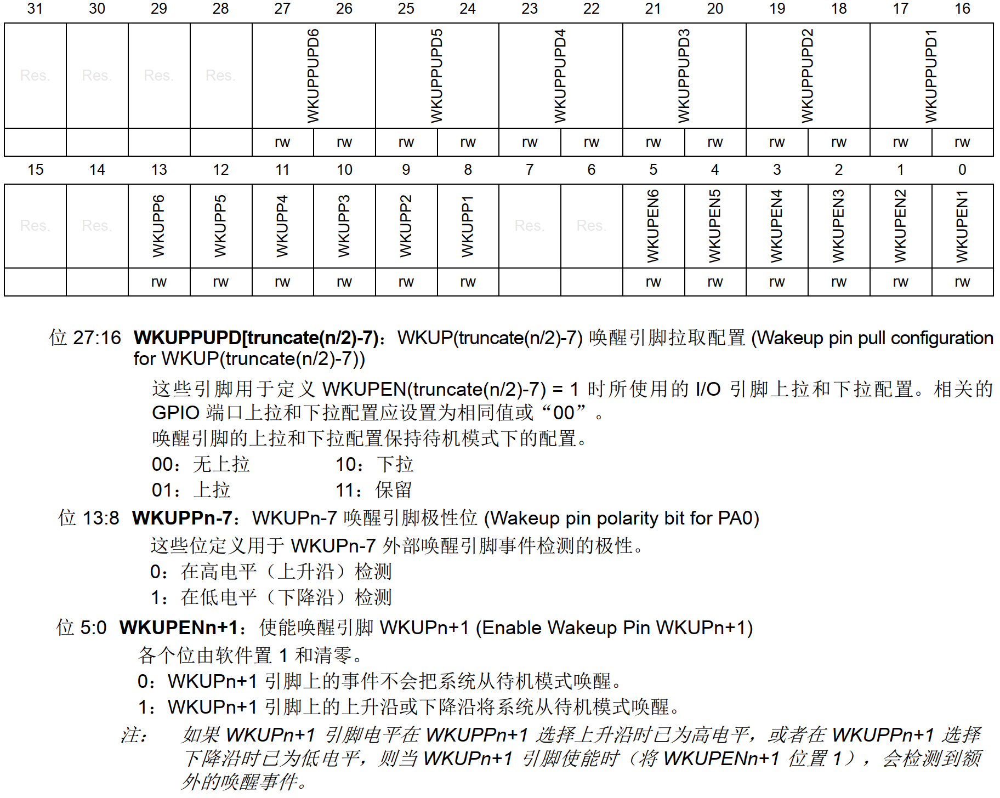 31 30 29 28 27 26 25 24 23 22 21 20 19 18 17 16
Res. Res. Res. Res. WKUPPUPD6 WKUPPUPD5 WKUPPUPD4 WKUPPUPD3 WKUPPUPD2 WKUPPUPD1
rw rw rw rw rw rw rw rw rw rw rw rw
15 14 13 12 11 10 9 8 7 6 5 4 3 2 1 0
Res. Res. WKUPP6 WKUPP5 WKUPP4 WKUPP3 WKUPP2 WKUPP1 Res. Res. WKUPEN6 WKUPEN5 WKUPEN4 WKUPEN3 WKUPEN2 WKUPEN1
rw rw rw rw rw rw rw rw rw rw rw rw
位 27:16 WKUPPUPD[truncate(n/2)-7)：WKUP(truncate(n/2)-7) 唤醒引脚拉取配置 (Wakeup pin pull configuration
for WKUP(truncate(n/2)-7))
这些引脚用于定义 WKUPEN(truncate(n/2)-7) = 1 时所使用的 I/O 引脚上拉和下拉配置。相关的
GPIO 端口上拉和下拉配置应设置为相同值或“00”。
唤醒引脚的上拉和下拉配置保持待机模式下的配置。
00：无上拉 10：下拉
01：上拉 11：保留
位 13:8 WKUPPn-7：WKUPn-7 唤醒引脚极性位 (Wakeup pin polarity bit for PA0)
这些位定义用于 WKUPn-7 外部唤醒引脚事件检测的极性。
0：在高电平（上升沿）检测
1：在低电平（下降沿）检测
位 5:0 WKUPENn+1：使能唤醒引脚 WKUPn+1 (Enable Wakeup Pin WKUPn+1)
各个位由软件置 1 和清零。
0：WKUPn+1 引脚上的事件不会把系统从待机模式唤醒。
1：WKUPn+1 引脚上的上升沿或下降沿将系统从待机模式唤醒。
注： 如果 WKUPn+1 引脚电平在 WKUPPn+1 选择上升沿时已为高电平，或者在 WKUPPn+1 选择
下降沿时已为低电平，则当 WKUPn+1 引脚使能时（将 WKUPENn+1 位置 1），会检测到额
外的唤醒事件。